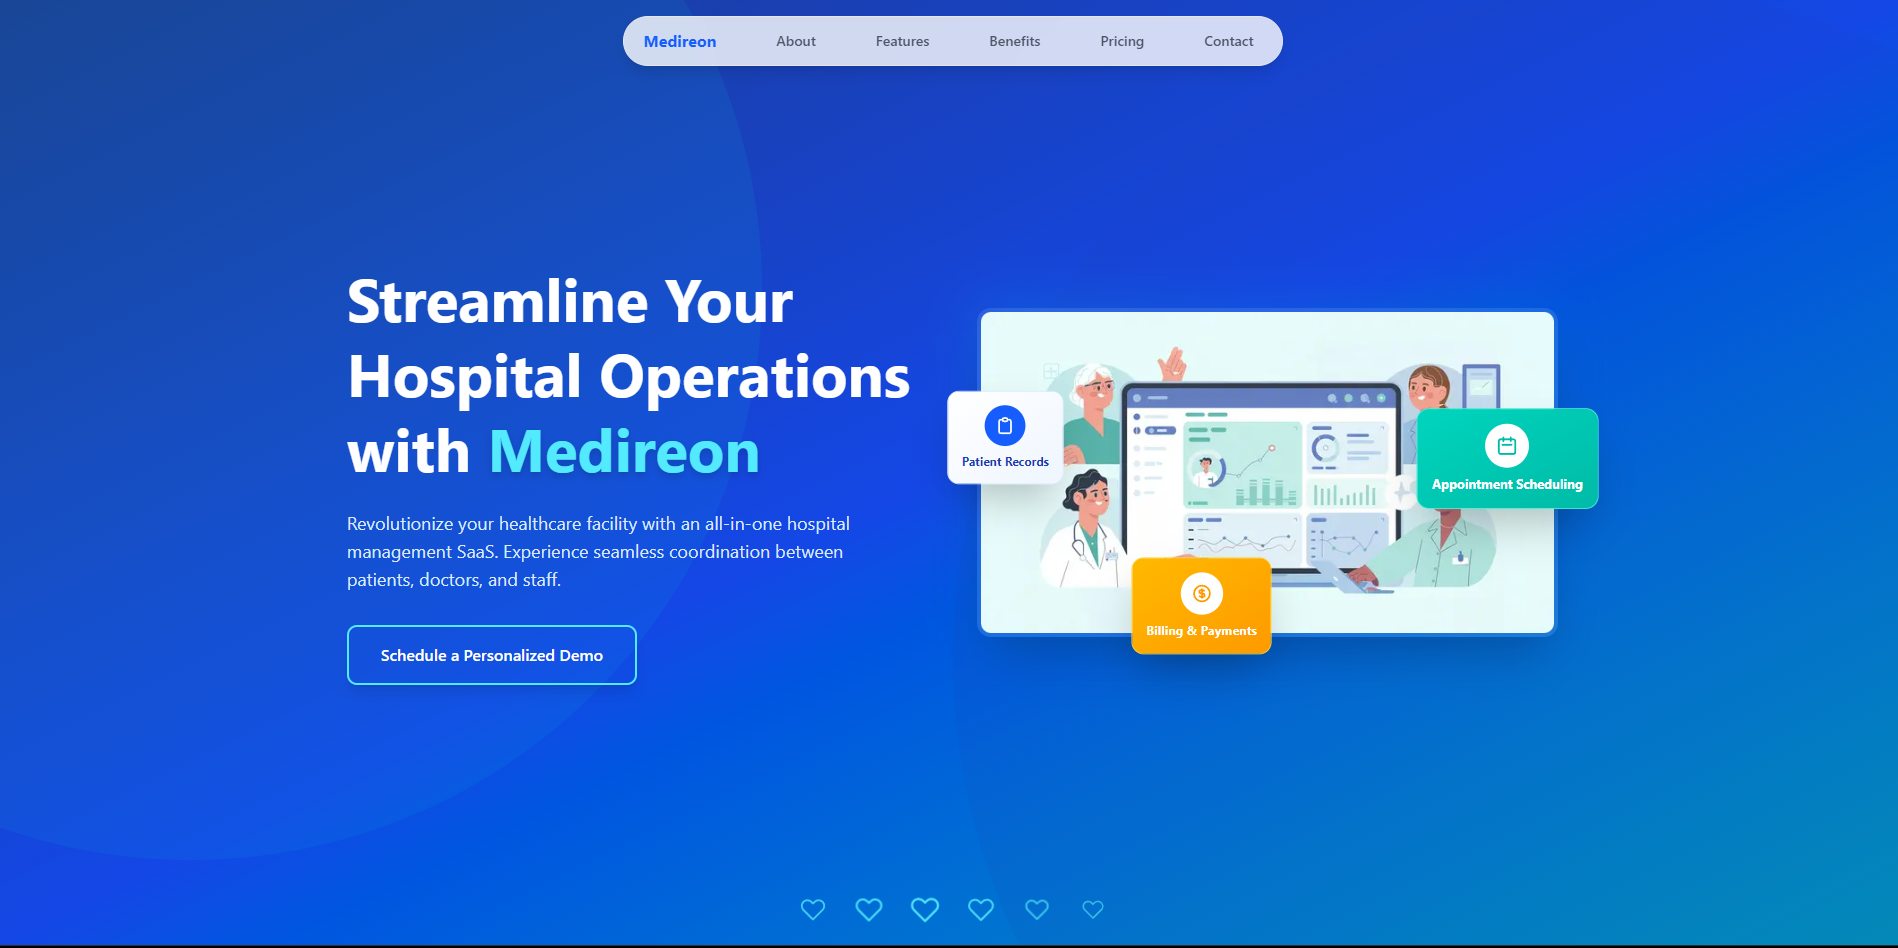 Medireon
About
Features
Benefits
Pricing
Contact
Streamline Your
Hospital Operations
with Medireon
Revolutionize your healthcare facility with an all-in-one hospital
management SaaS. Experience seamless coordination between
patients, doctors, and staff.
Schedule a Personalized Demo
Patient Records
Appointment Scheduling
Billing & Payments